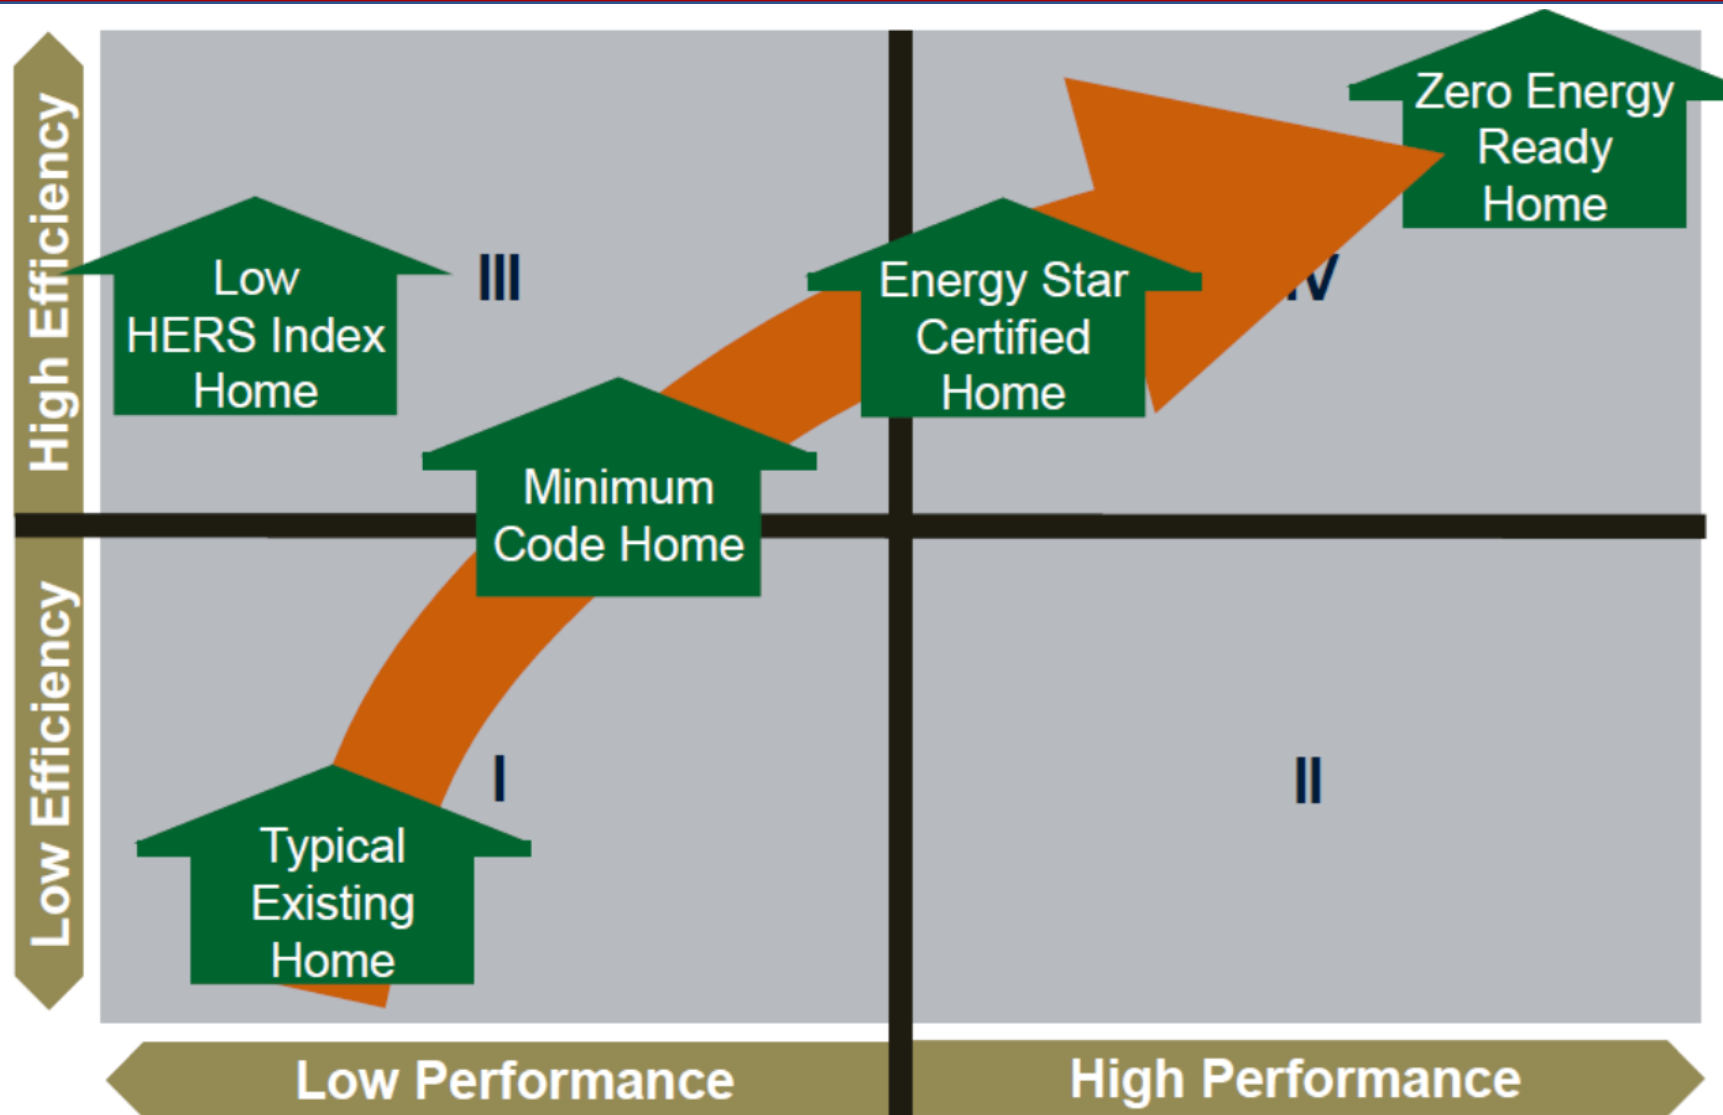 High Efficiency
Low Efficiency
Zero Energy
Ready
Home
III
IV
Low
HERS Index
Home
Energy Star
Certified
Home
Minimum
Code Home
I
II
Typical
Existing
Home
Low Performance
High Performance